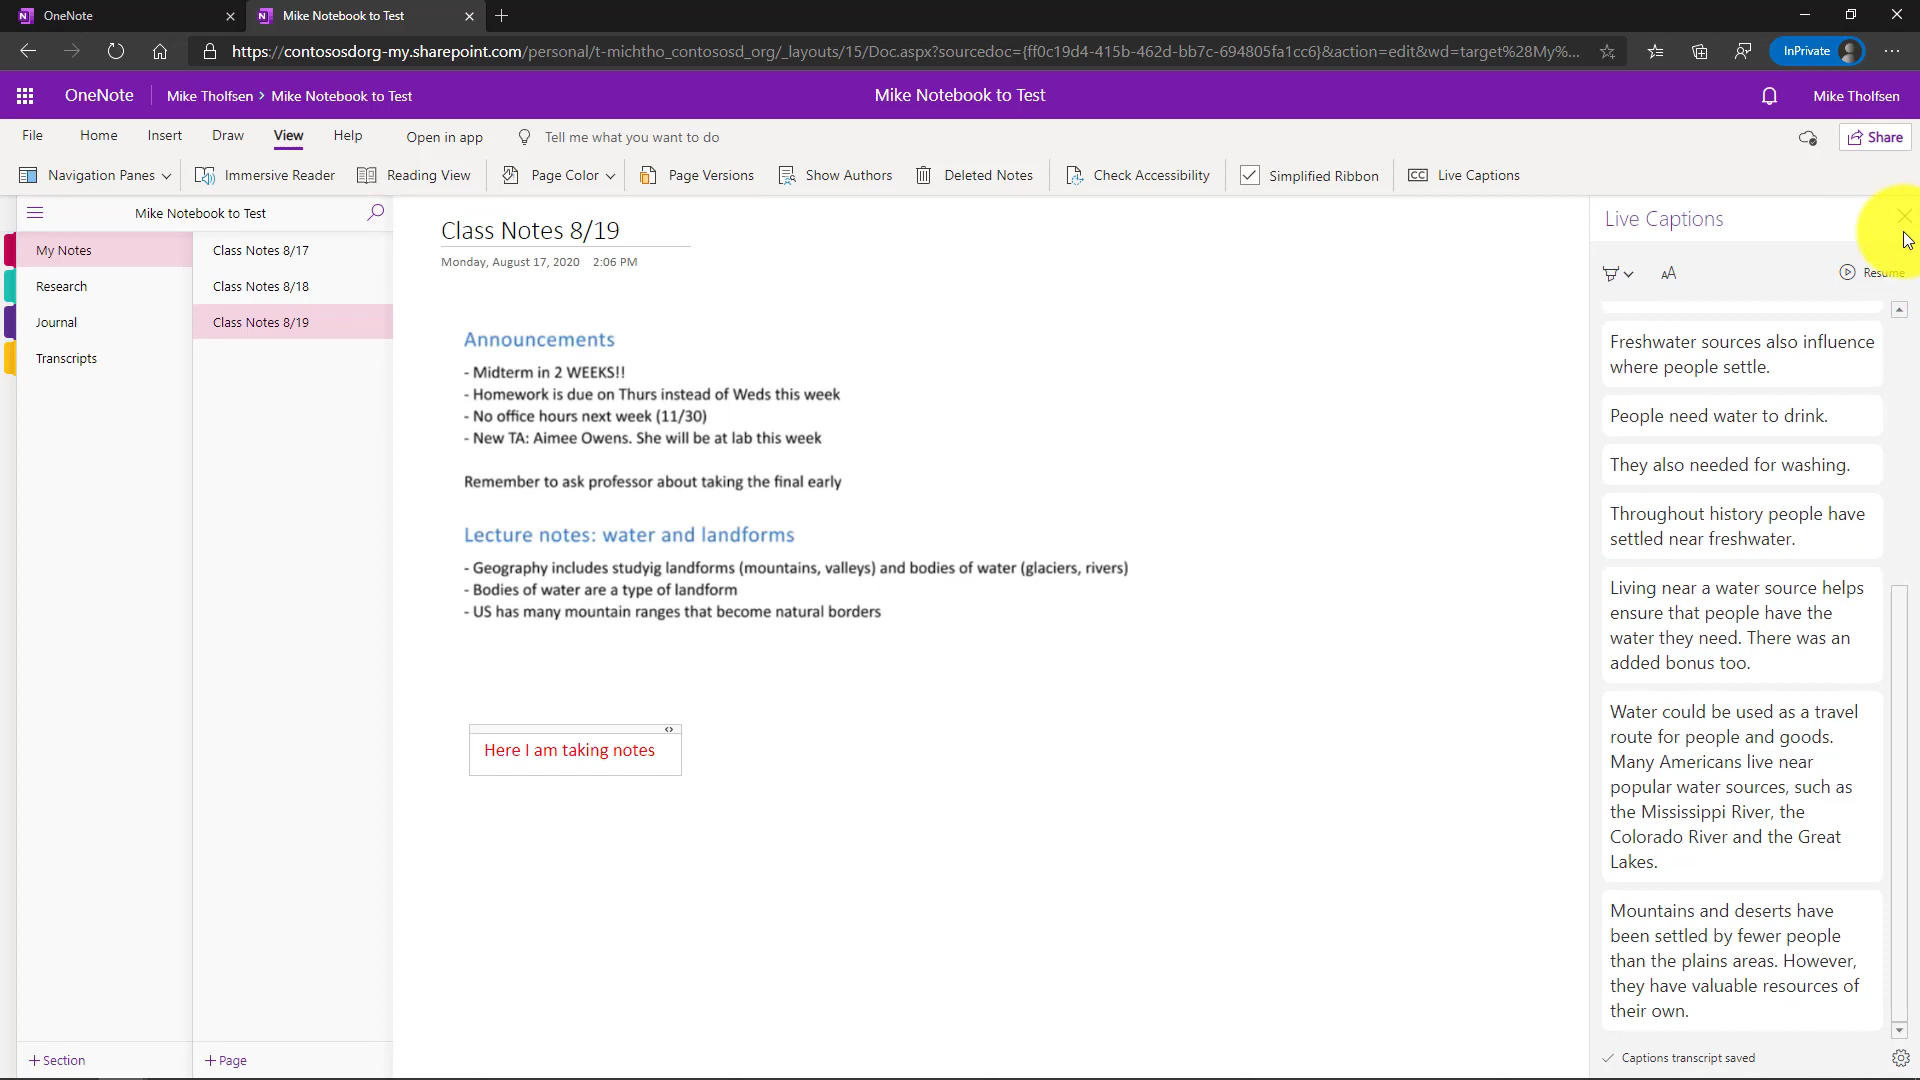 OneNote
Mike Notebook to Test
https://contososdorg-my.sharepoint.com/personal/t-michtho_contososd_org/_layouts/15/Doc.aspx?sourcedoc={ff0c19d4-415b-462d-bb7c-694805fa1cc6}&action=edit&wd=target%28My%...
InPrivate
OneNote
Mike Tholfsen > Mike Notebook to Test
Mike Notebook to Test
Mike Tholfsen
File Home Insert Draw View Help Open in app Tell me what you want to do
Share
Navigation Panes Immersive Reader Reading View Page Color Page Versions Show Authors Deleted Notes Check Accessibility Simplified Ribbon CC Live Captions
Mike Notebook to Test
My Notes
Research
Journal
Transcripts
+ Section
Class Notes 8/17
Class Notes 8/18
Class Notes 8/19
+ Page
Class Notes 8/19
Monday, August 17, 2020 2:06 PM
Announcements
- Midterm in 2 WEEKS!!
- Homework is due on Thurs instead of Weds this week
- No office hours next week (11/30)
- New TA: Aimee Owens. She will be at lab this week
Remember to ask professor about taking the final early
Lecture notes: water and landforms
- Geography includes studyig landforms (mountains, valleys) and bodies of water (glaciers, rivers)
- Bodies of water are a type of landform
- US has many mountain ranges that become natural borders
Here I am taking notes
Live Captions
AA
Resume
Freshwater sources also influence
where people settle.
People need water to drink.
They also needed for washing.
Throughout history people have
settled near freshwater.
Living near a water source helps
ensure that people have the
water they need. There was an
added bonus too.
Water could be used as a travel
route for people and goods.
Many Americans live near
popular water sources, such as
the Mississippi River, the
Colorado River and the Great
Lakes.
Mountains and deserts have
been settled by fewer people
than the plains areas. However,
they have valuable resources of
their own.
Captions transcript saved